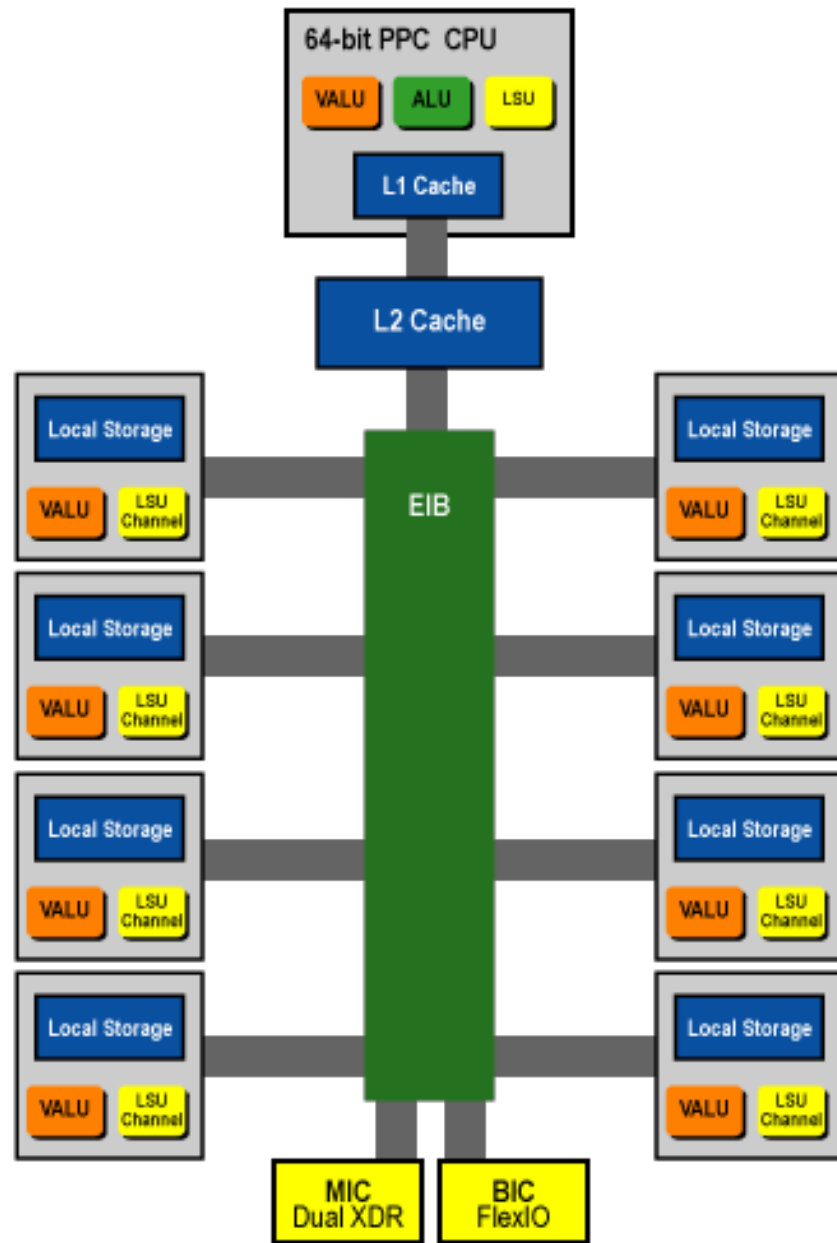 64-bit PPC CPU
VALU
ALU
LSU
L1 Cache
L2 Cache
EIB
Local Storage
VALU
LSU
Channel
Local Storage
VALU
LSU
Channel
Local Storage
VALU
LSU
Channel
Local Storage
VALU
LSU
Channel
Local Storage
VALU
LSU
Channel
Local Storage
VALU
LSU
Channel
Local Storage
VALU
LSU
Channel
Local Storage
VALU
LSU
Channel
MIC
Dual XDR
BIC
FlexIO